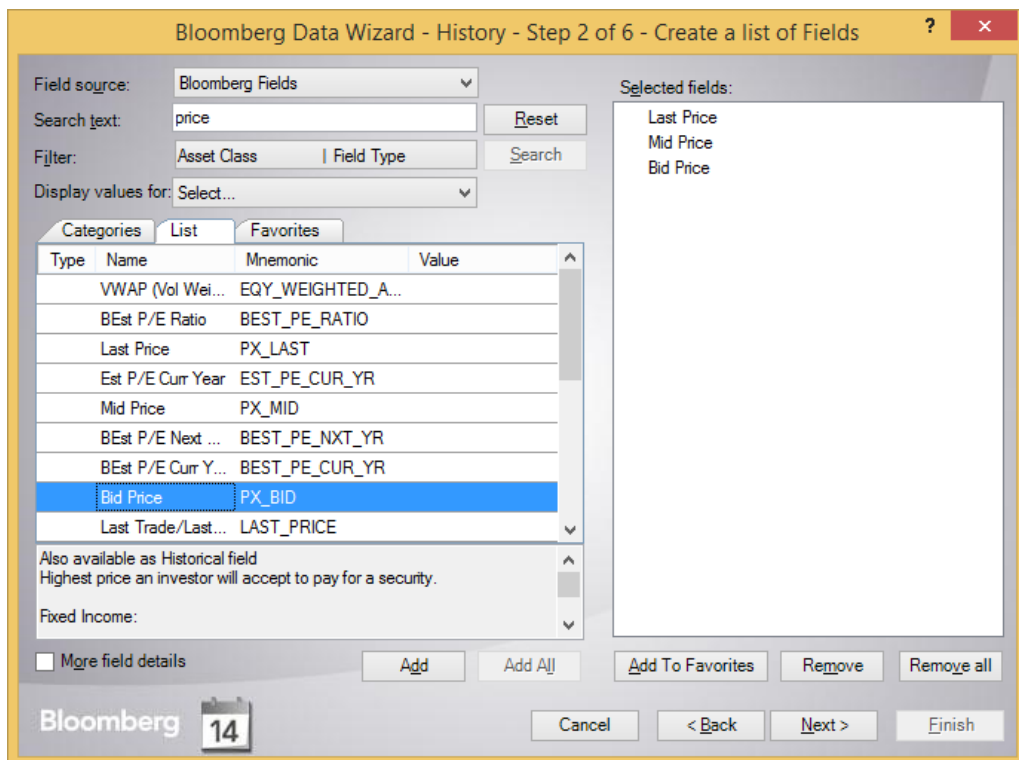 Bloomberg Data Wizard - History - Step 2 of 6 - Create a list of Fields ? ×
Field source: Bloomberg Fields
Search text: price Reset
Filter: Asset Class | Field Type Search
Display values for: Select...
Categories List Favorites
Type Name Mnemonic Value
VWAP (Vol Wei... EQY_WEIGHTED_A...
BEst P/E Ratio BEST_PE_RATIO
Last Price PX_LAST
Est P/E Curr Year EST_PE_CUR_YR
Mid Price PX_MID
BEst P/E Next ... BEST_PE_NXT_YR
BEst P/E Curr Y... BEST_PE_CUR_YR
Bid Price PX_BID
Last Trade/Last... LAST_PRICE
Also available as Historical field
Highest price an investor will accept to pay for a security.
Fixed Income:
More field details Add Add All
Selected fields:
Last Price
Mid Price
Bid Price
Add To Favorites Remove Remove all
Bloomberg 14
Cancel < Back Next > Finish